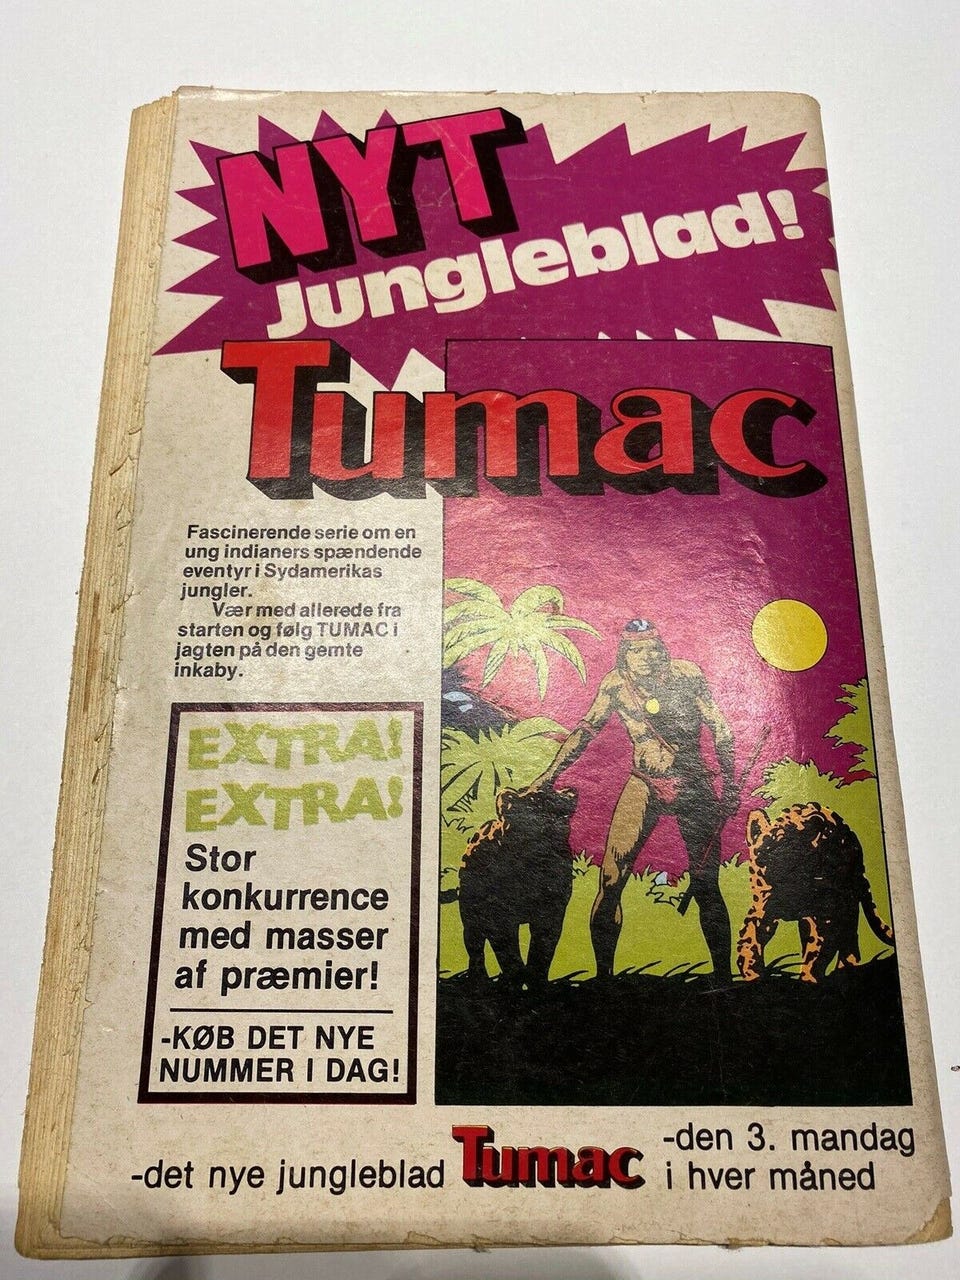 NYT
Jungleblad!
Tumac
Fascinerende serie om en
ung indianers spændende
eventyr i Sydamerikas
jungler.
Vær med allerede fra
starten og følg TUMAC i
jagten på den gemte
inkaby.
EXTRA!
EXTRA!
Stor
konkurrence
med masser
af præmier!
-KØB DET NYE
NUMMER I DAG!
-det nye jungleblad Tumac -den 3. mandag
i hver måned